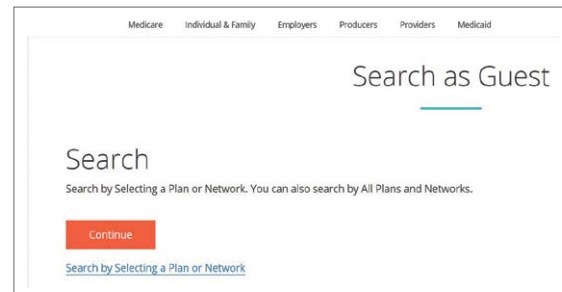 Medicare Individual & Family Employers Producers Providers Medicaid
Search as Guest
Search
Search by Selecting a Plan or Network. You can also search by All Plans and Networks.
Continue
Search by Selecting a Plan or Network